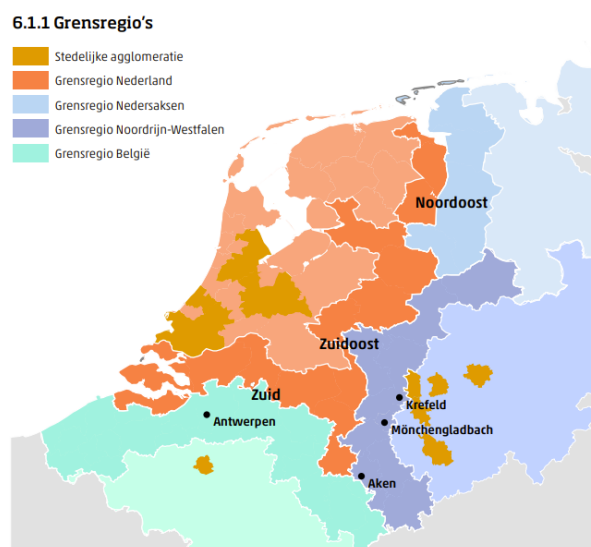 6.1.1 Grensregio's
Stedelijke agglomeratie
Grensregio Nederland
Grensregio Nedersaksen
Grensregio Noordrijn-Westfalen
Grensregio België
Noordoost
Zuidoost
Zuid
Krefeld
Antwerpen
Mönchengladbach
Aken